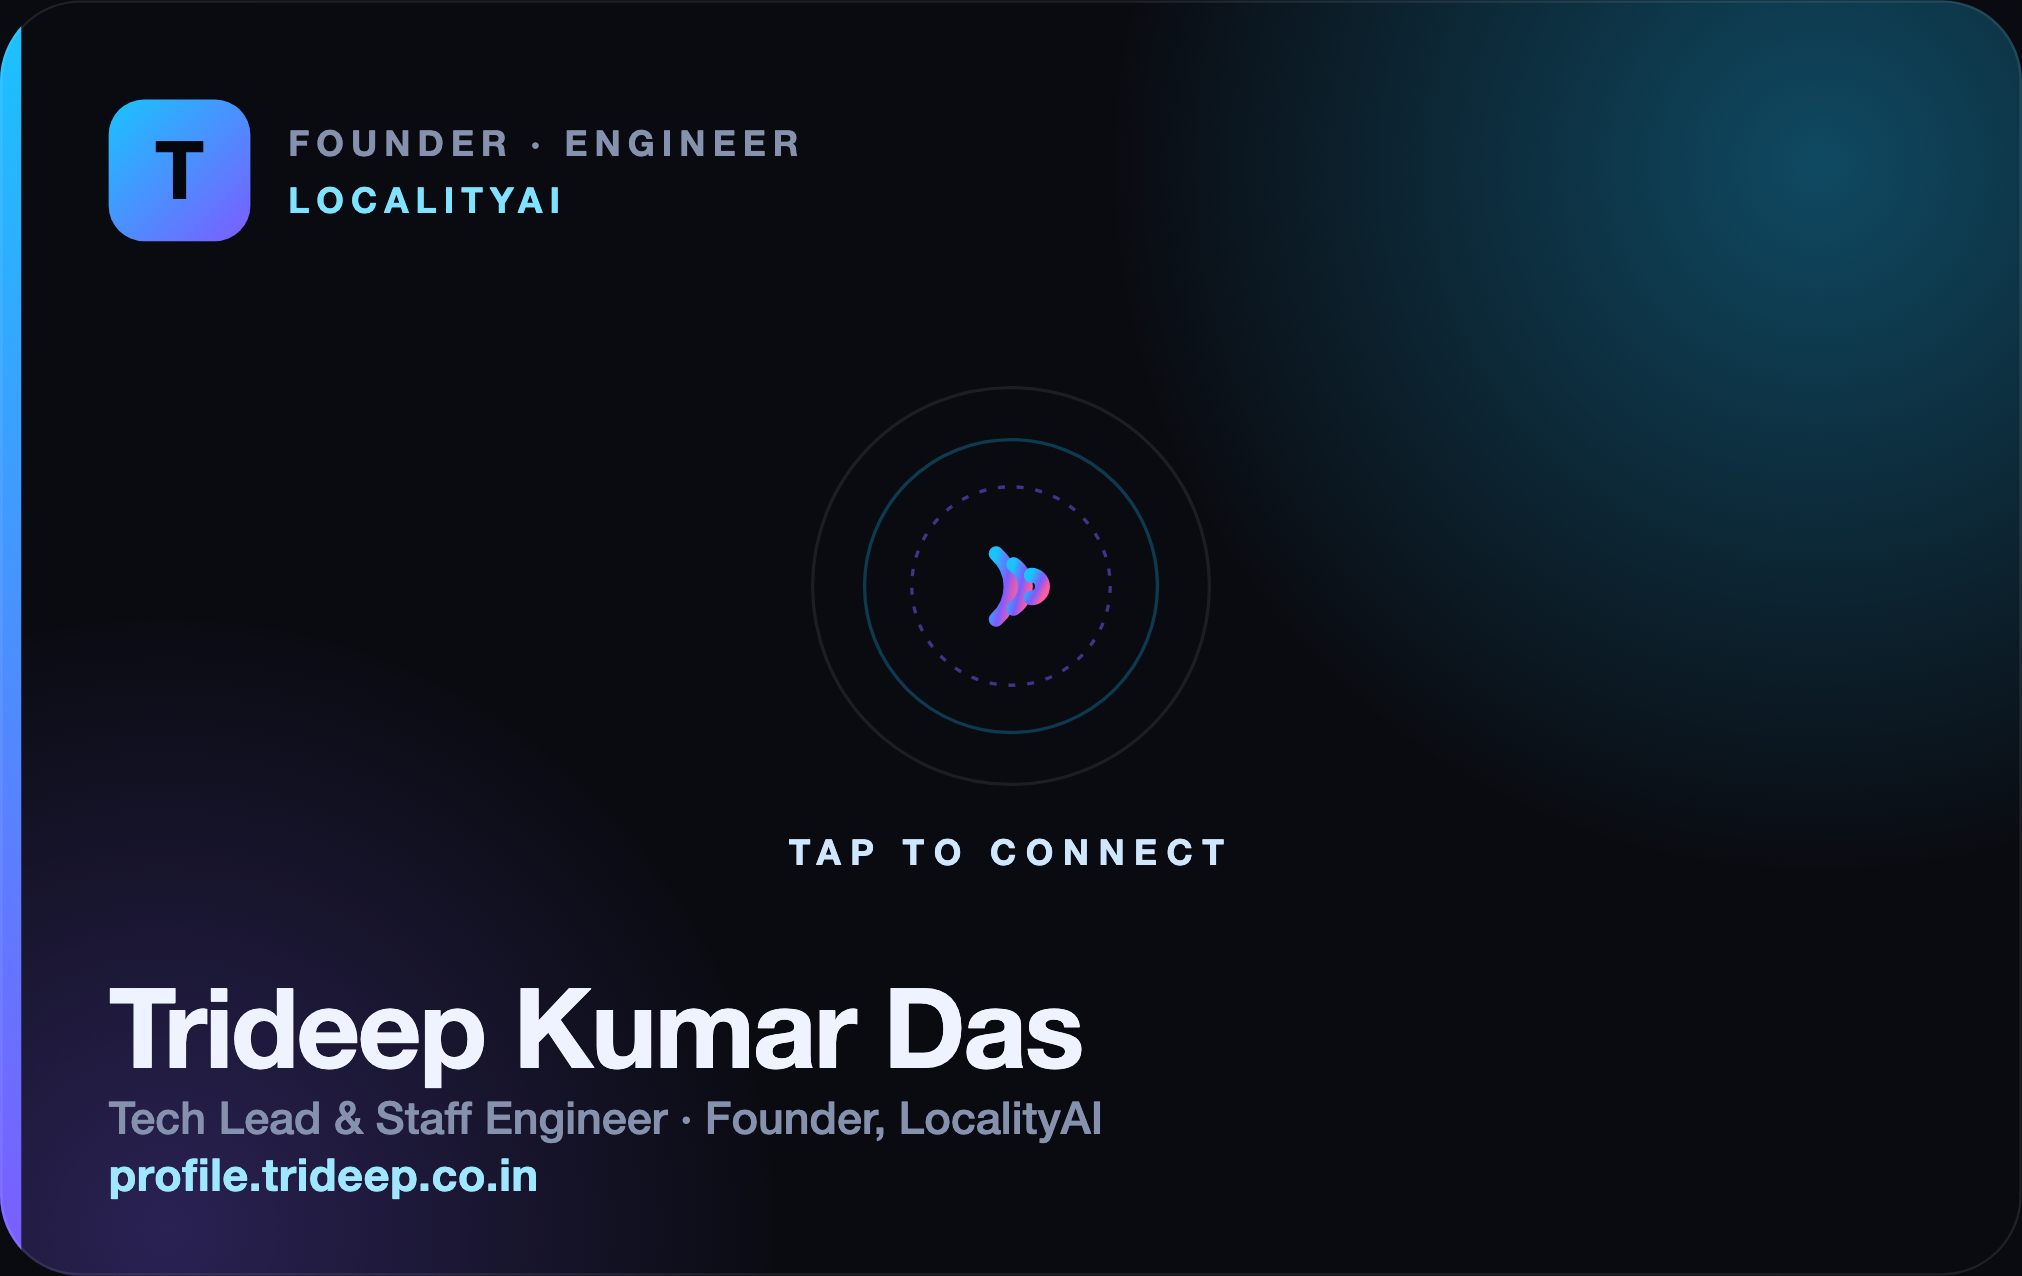 T
FOUNDER · ENGINEER
LOCALITYAI
TAP TO CONNECT
Trideep Kumar Das
Tech Lead & Staff Engineer · Founder, LocalityAI
profile.trideep.co.in